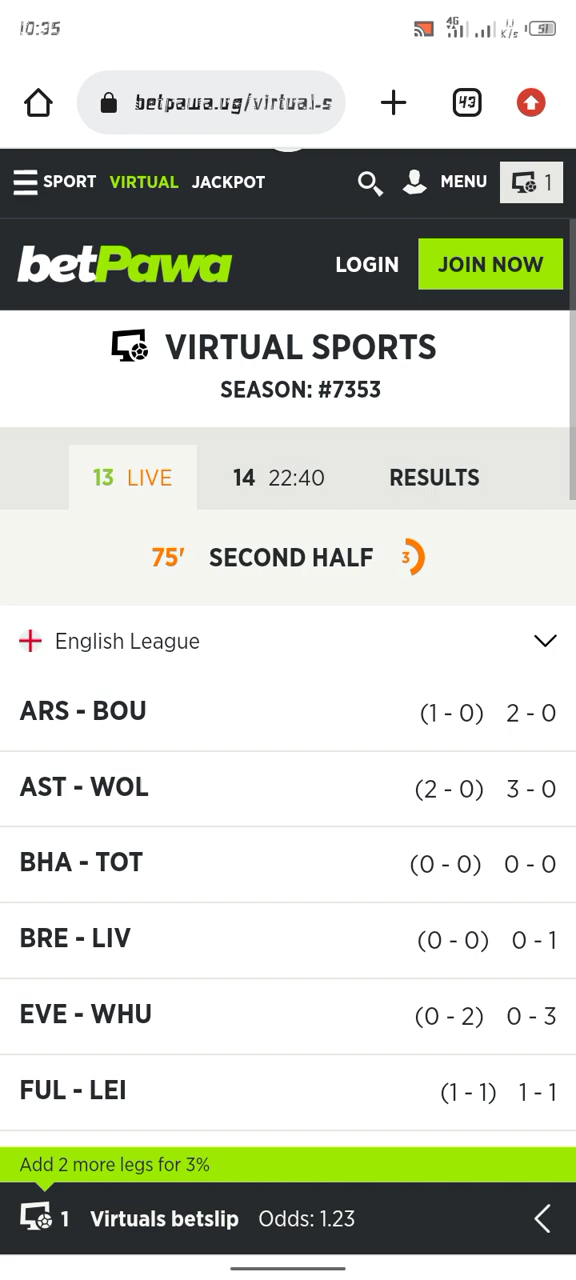 10:35
4G
K/s
51
betpawa.ug/virtual-s
43
SPORT VIRTUAL JACKPOT MENU 1
betPawa LOGIN JOIN NOW
VIRTUAL SPORTS
SEASON: #7353
13 LIVE 14 22:40 RESULTS
75' SECOND HALF 3
English League
ARS - BOU (1 - 0) 2 - 0
AST - WOL (2 - 0) 3 - 0
BHA - TOT (0 - 0) 0 - 0
BRE - LIV (0 - 0) 0 - 1
EVE - WHU (0 - 2) 0 - 3
FUL - LEI (1 - 1) 1 - 1
Add 2 more legs for 3%
1 Virtuals betslip Odds: 1.23